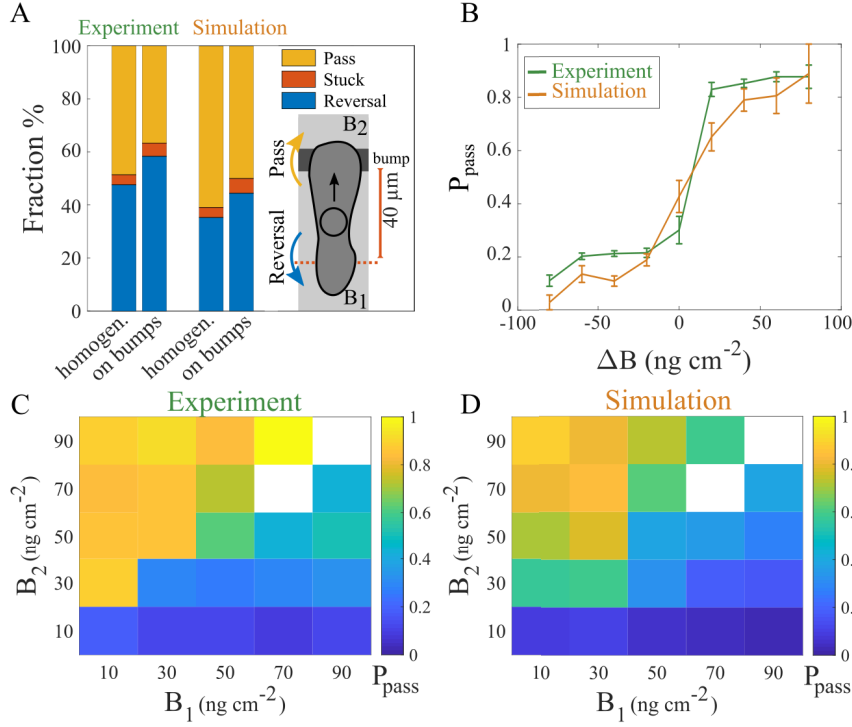 A
Experiment Simulation
Fraction %
100
80
60
40
20
0
Pass
Stuck
Reversal
B2
Pass
bump
40 μm
Reversal
B1
homogen.
on bumps
homogen.
on bumps
B
Ppass
1
0.8
0.6
0.4
0.2
0
Experiment
Simulation
-100 -50 0 50 100
ΔB (ng cm-2)
C Experiment
B2 (ng cm-2)
90
70
50
30
10
10 30 50 70 90
B1 (ng cm-2)
1
0.8
0.6
0.4
0.2
0
Ppass
D Simulation
B2 (ng cm-2)
90
70
50
30
10
10 30 50 70 90
B1 (ng cm-2)
1
0.
0.
0.
0.
0
Ppass